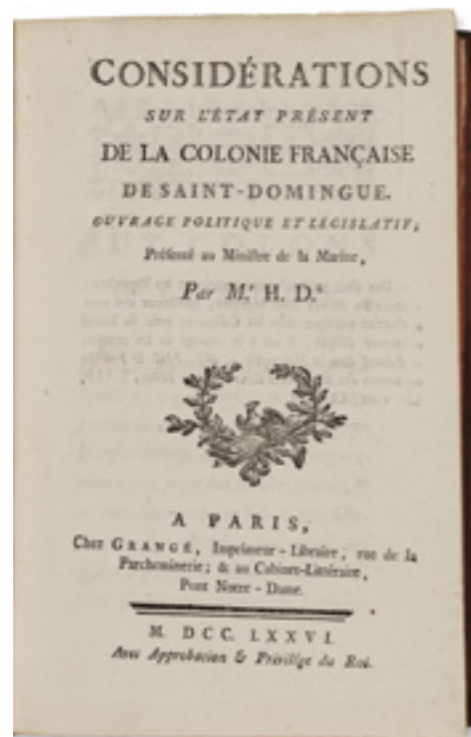 CONSIDÉRATIONS
SUR L'ÉTAT PRÉSENT
DE LA COLONIE FRANÇAISE
DE SAINT-DOMINGUE.
OUVRAGE POLITIQUE ET LÉGISLATIF;
Présenté au Ministre de la Marine,
Par M.r H. D.
A PARIS,
Chez GRANGÉ, Imprimeur-Libraire, rue de la
Parcheminerie; & au Cabinet-Littéraire,
Pont Notre-Dame.
M. DCC. LXXVI.
Avec Approbation & Privilége du Roi.